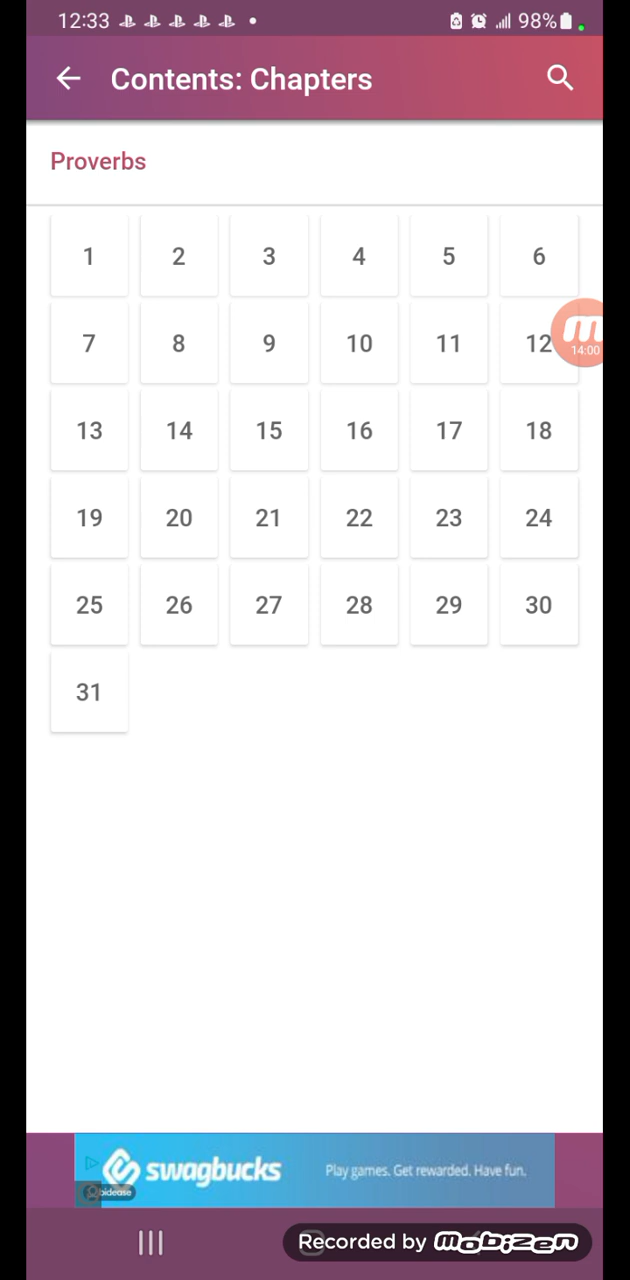 12:33 98%
Contents: Chapters
Proverbs
1 2 3 4 5 6
7 8 9 10 11 12
14:00
13 14 15 16 17 18
19 20 21 22 23 24
25 26 27 28 29 30
31
swagbucks Play games. Get rewarded. Have fun.
bidease
Recorded by mobizen